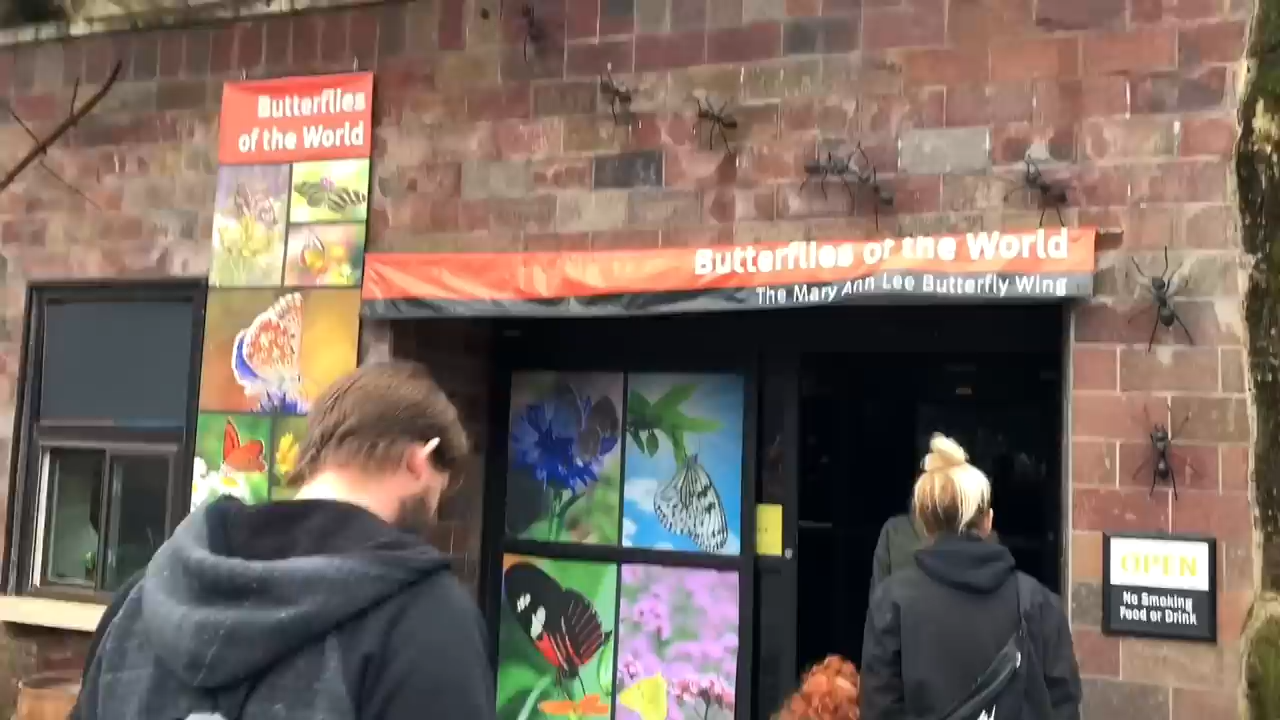 Butterflies
of the World
Butterflies of the World
The Mary Ann Lee Butterfly Wing
OPEN
No Smoking
Food or Drink